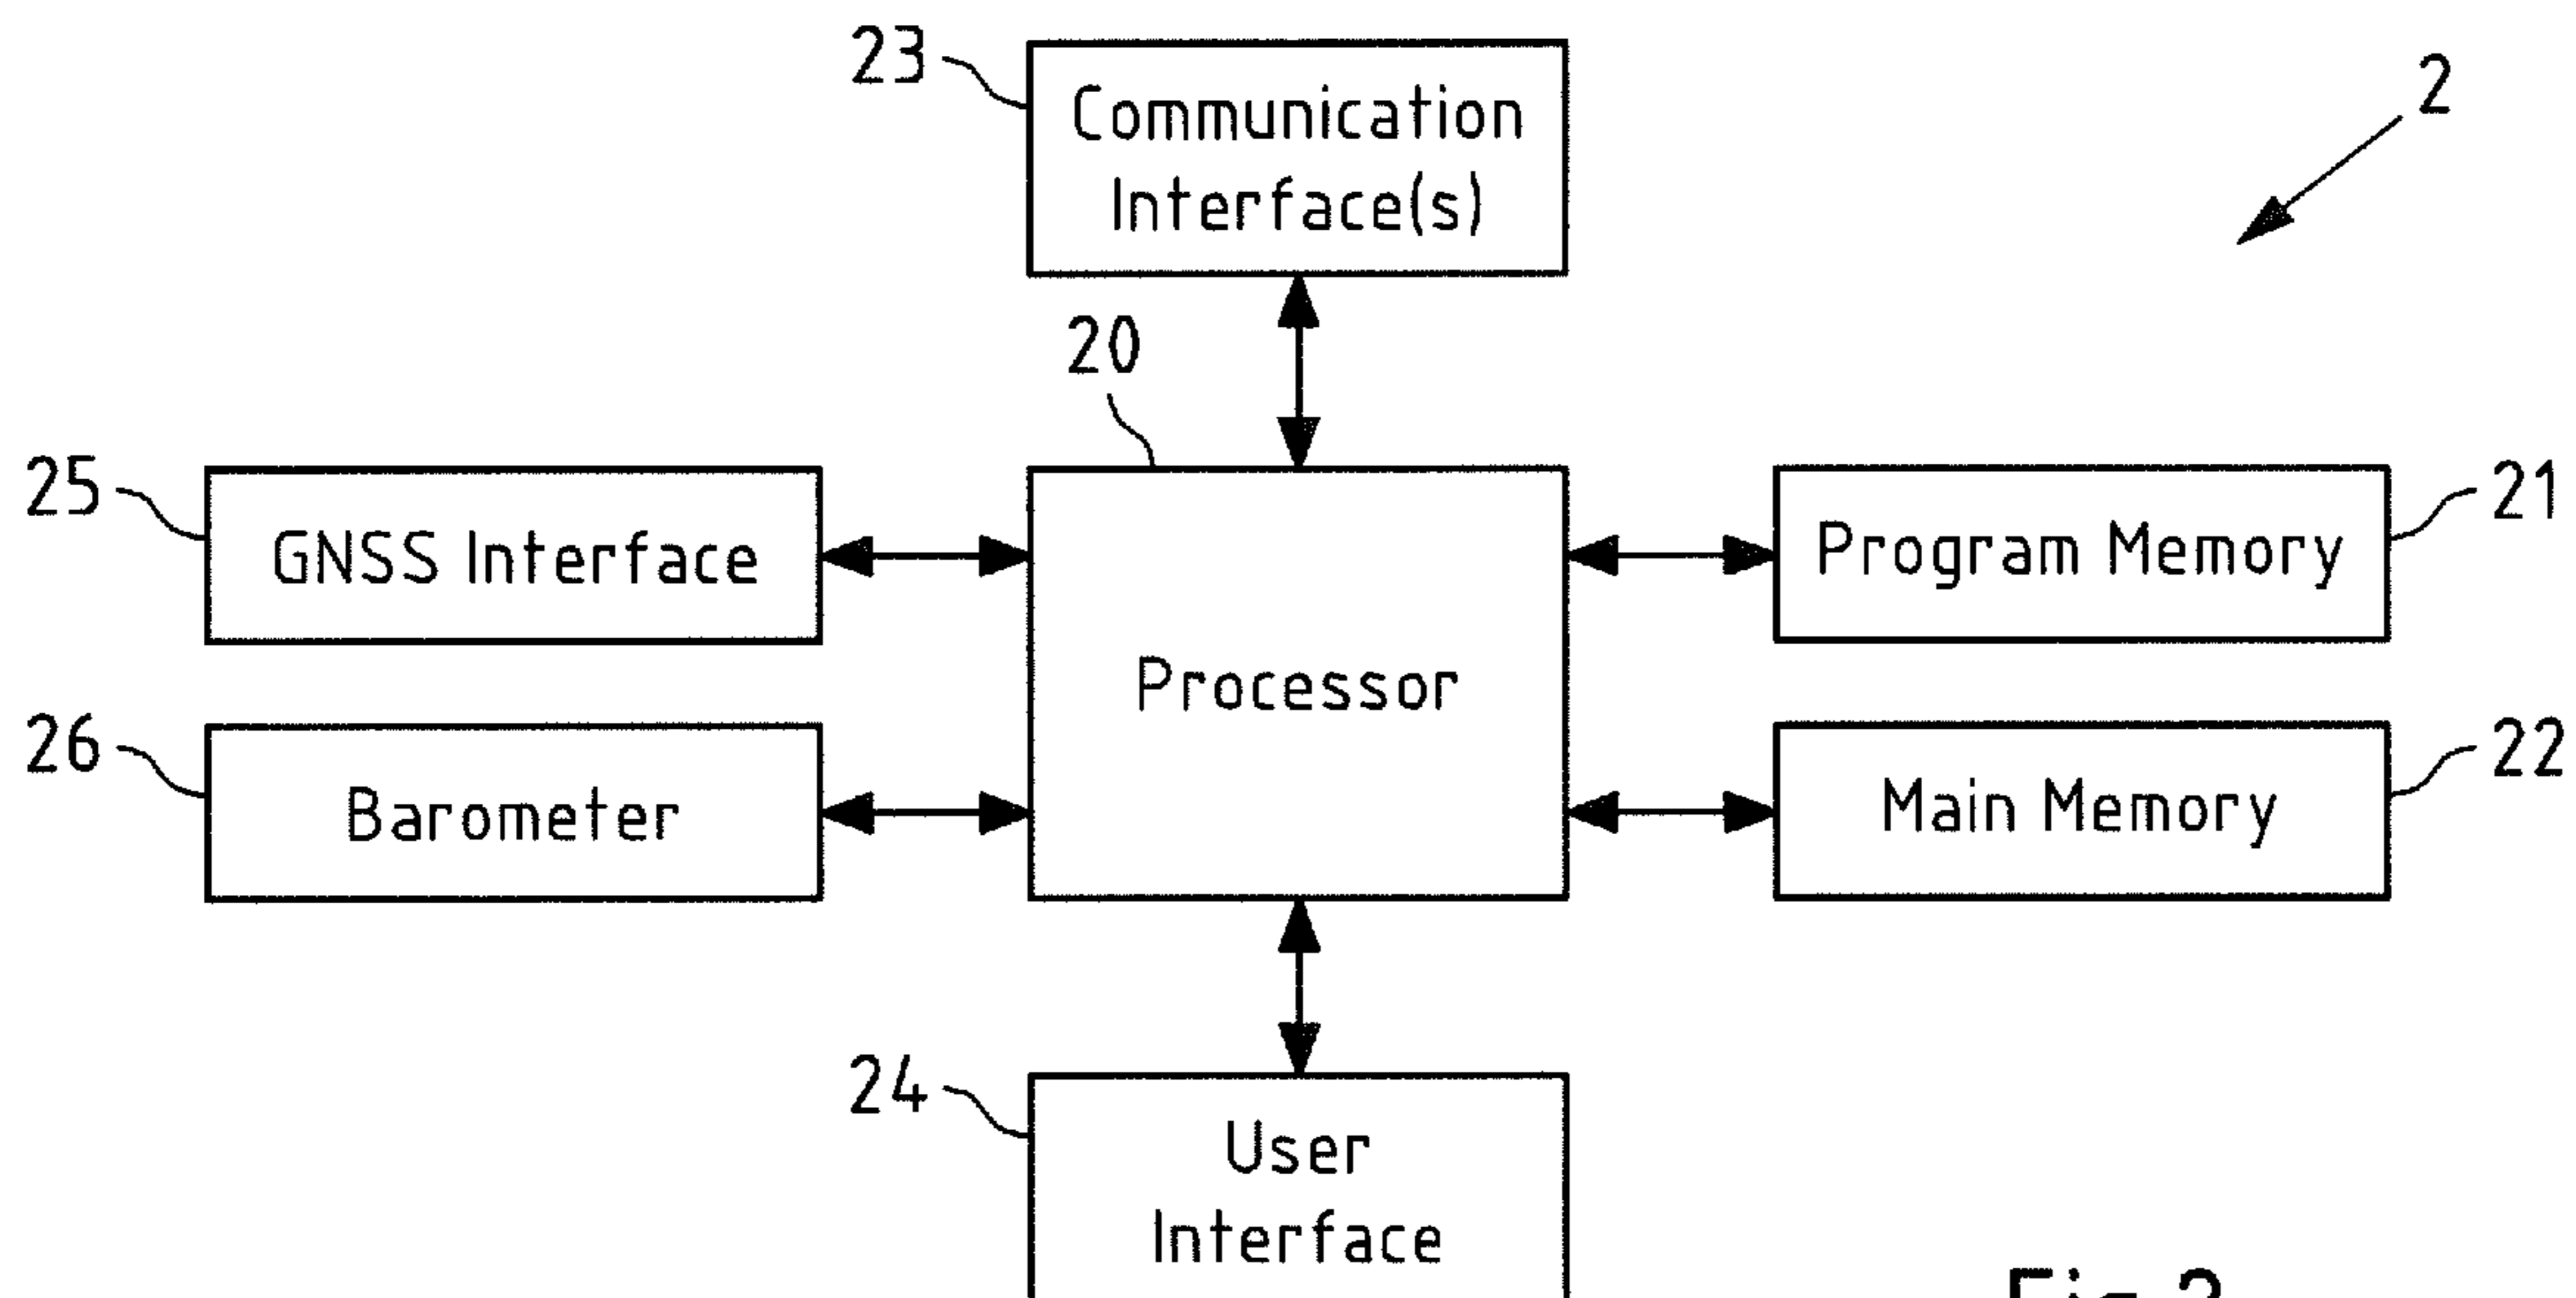 23
Communication
Interface(s)
2
20
25
GNSS Interface
Processor
Program Memory
21
26
Barometer
Main Memory
22
24
User
Interface